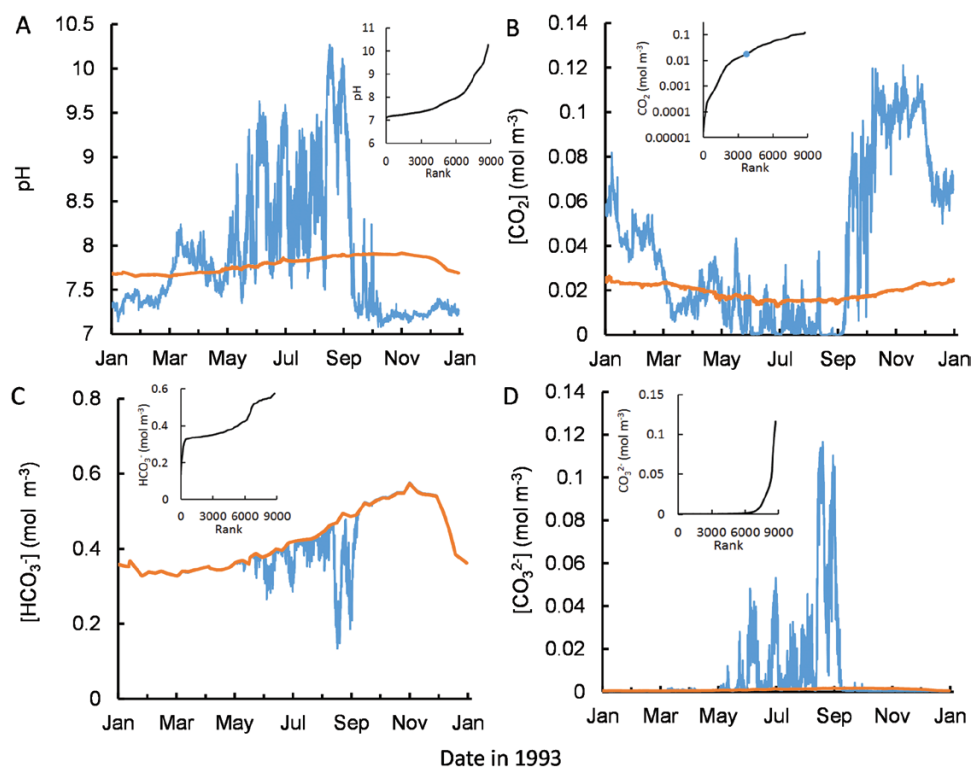 A
10.5
10
9.5
9
8.5
8
7.5
7
pH
Jan Mar May Jul Sep Nov Jan
11
10
9
8
7
6
pH
0 3000 6000 9000
Rank
B
0.14
0.12
0.1
0.08
0.06
0.04
0.02
0
[CO₂] (mol m⁻³)
Jan Mar May Jul Sep Nov Jan
0.1
0.01
0.001
0.0001
0.00001
CO₂ (mol m⁻³)
0 3000 6000 9000
Rank
C
0.8
0.6
0.4
0.2
0
[HCO₃⁻] (mol m⁻³)
Jan Mar May Jul Sep Nov Jan
0.6
0.4
0.2
0.0
HCO₃⁻ (mol m⁻³)
0 3000 6000 9000
Rank
D
0.14
0.12
0.1
0.08
0.06
0.04
0.02
0
[CO₃²⁻] (mol m⁻³)
Jan Mar May Jul Sep Nov Jan
0.15
0.1
0.05
0
CO₃²⁻ (mol m⁻³)
0 3000 6000 9000
Rank
Date in 1993